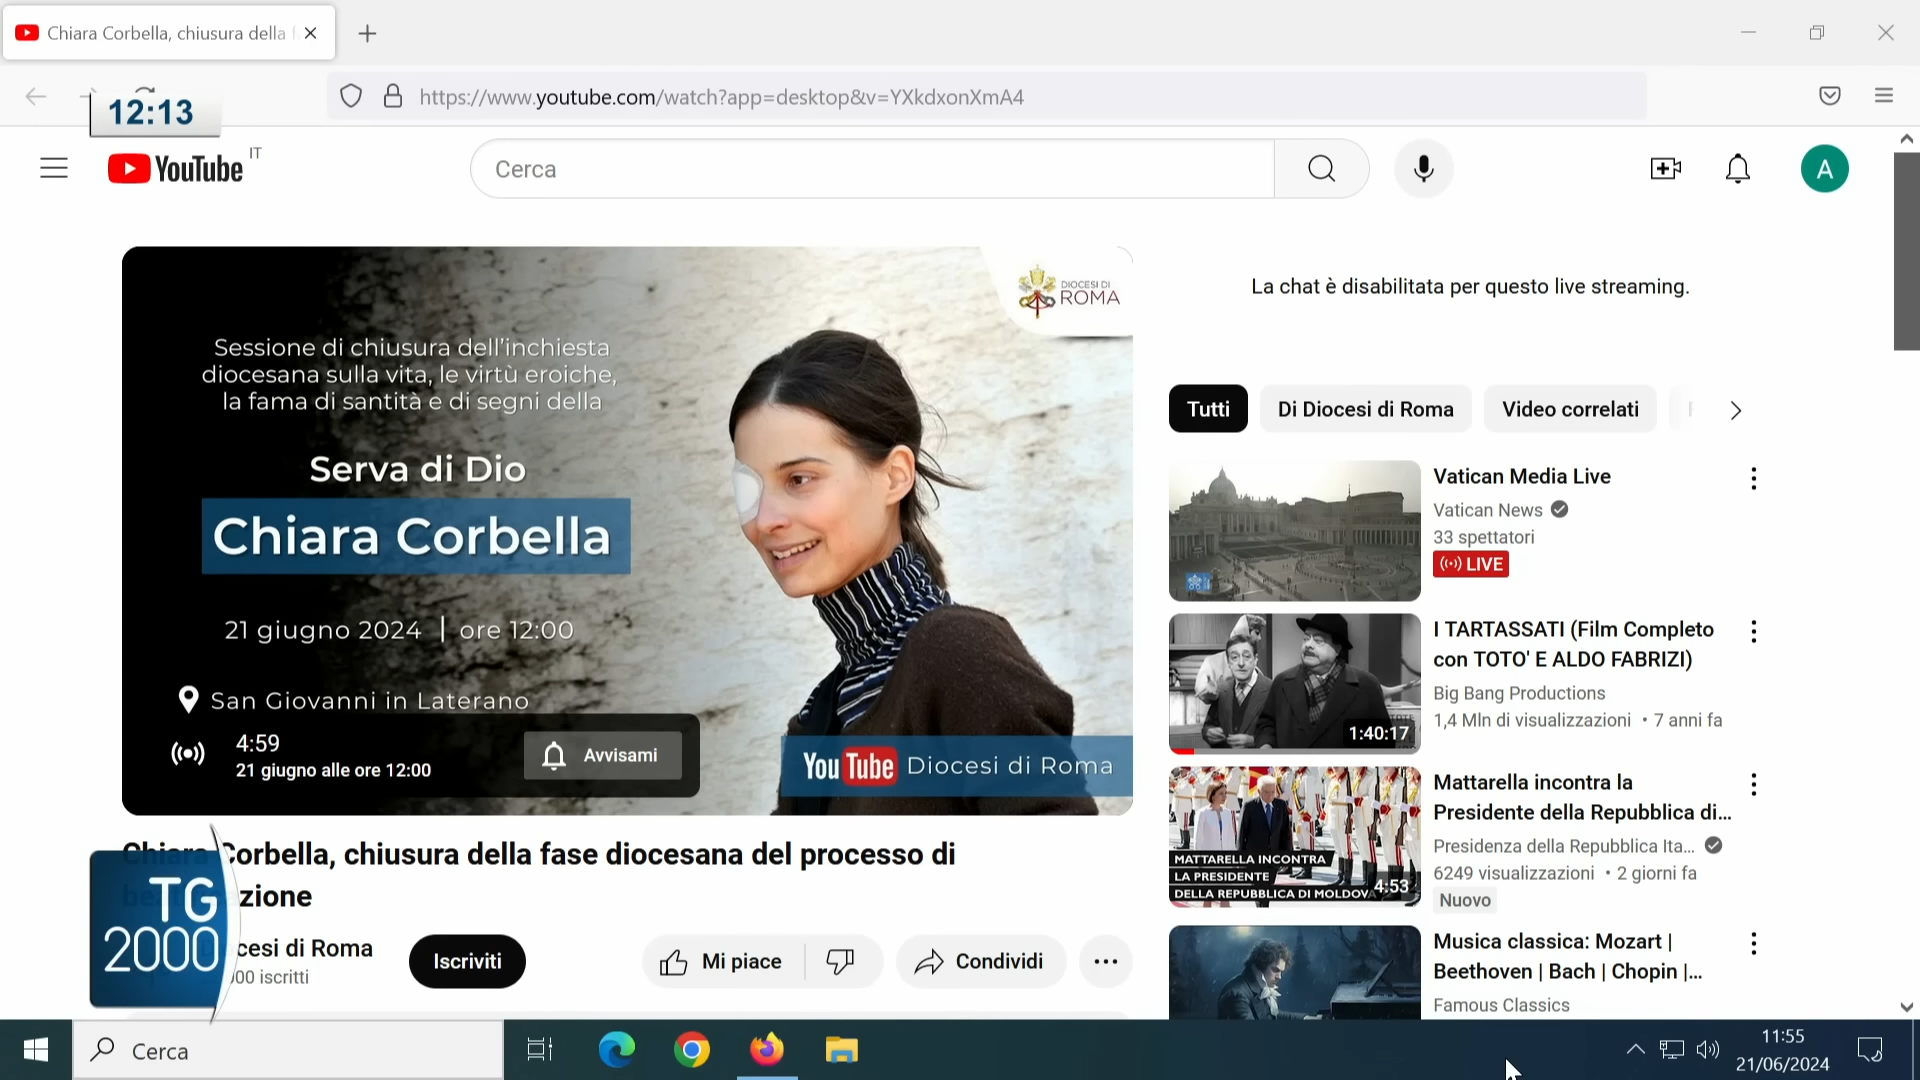 Chiara Corbella, chiusura della
12:13
https://www.youtube.com/watch?app=desktop&v=YXkdxonXmA4
YouTube IT
Cerca
A
DIOCESI DI
ROMA
Sessione di chiusura dell'inchiesta
diocesana sulla vita, le virtù eroiche,
la fama di santità e di segni della
Serva di Dio
Chiara Corbella
21 giugno 2024 | ore 12:00
San Giovanni in Laterano
4:59
21 giugno alle ore 12:00
Avvisami
YouTube Diocesi di Roma
Chiara Corbella, chiusura della fase diocesana del processo di
zione
TG
2000
cesi di Roma
iscritti
Iscriviti
Mi piace
Condividi
La chat è disabilitata per questo live streaming.
Tutti
Di Diocesi di Roma
Video correlati
Vatican Media Live
Vatican News
33 spettatori
LIVE
1:40:17
I TARTASSATI (Film Completo
con TOTO' E ALDO FABRIZI)
Big Bang Productions
1,4 Mln di visualizzazioni • 7 anni fa
MATTARELLA INCONTRA
LA PRESIDENTE
DELLA REPUBBLICA DI MOLDOV
4:53
Mattarella incontra la
Presidente della Repubblica di...
Presidenza della Repubblica Ita...
6249 visualizzazioni • 2 giorni fa
Nuovo
Musica classica: Mozart |
Beethoven | Bach | Chopin |...
Famous Classics
Cerca
11:55
21/06/2024